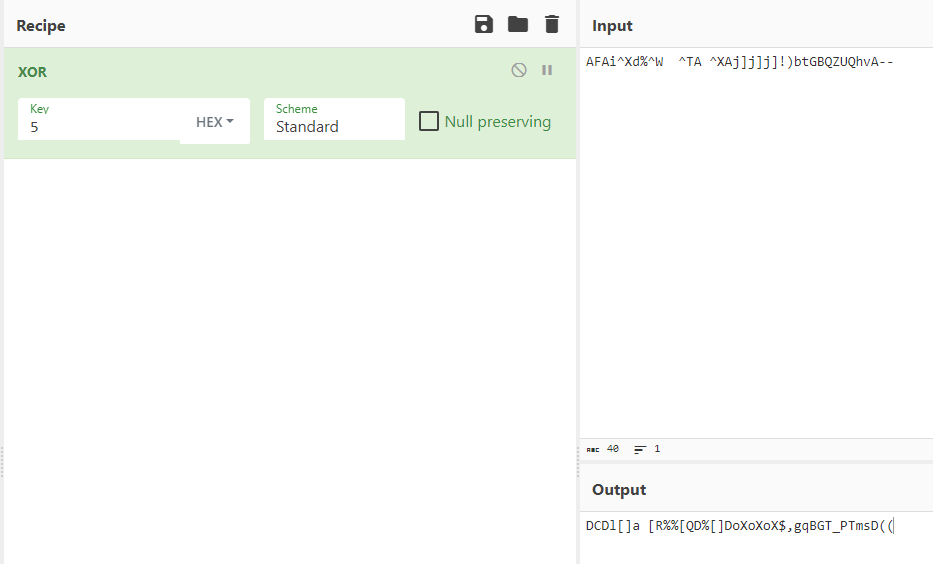 Recipe
XOR
Key
5
HEX
Scheme
Standard
Null preserving
Input
AFAi^Xd%^W  ^TA ^XAj]j]j]!)btGBQZUQhvA--
ABC 40 1
Output
DCDl[]a [R%%[QD%[]DoXoXoX$,gqBGT_PTmsD((